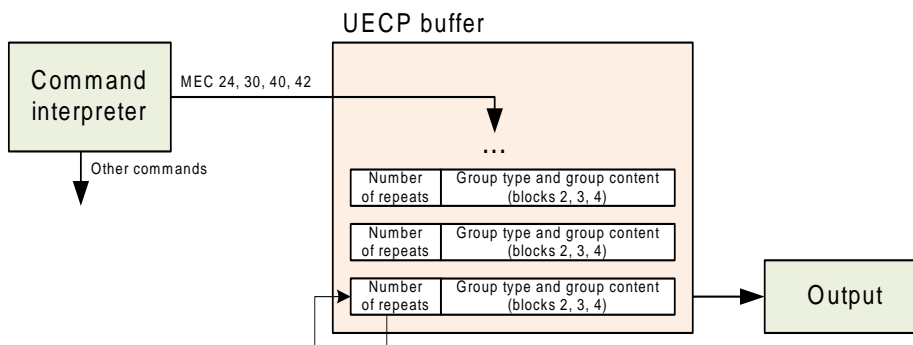 UECP buffer
Command
interpreter
MEC 24, 30, 40, 42
Other commands
...
Number
of repeats
Group type and group content
(blocks 2, 3, 4)
Number
of repeats
Group type and group content
(blocks 2, 3, 4)
Number
of repeats
Group type and group content
(blocks 2, 3, 4)
Output